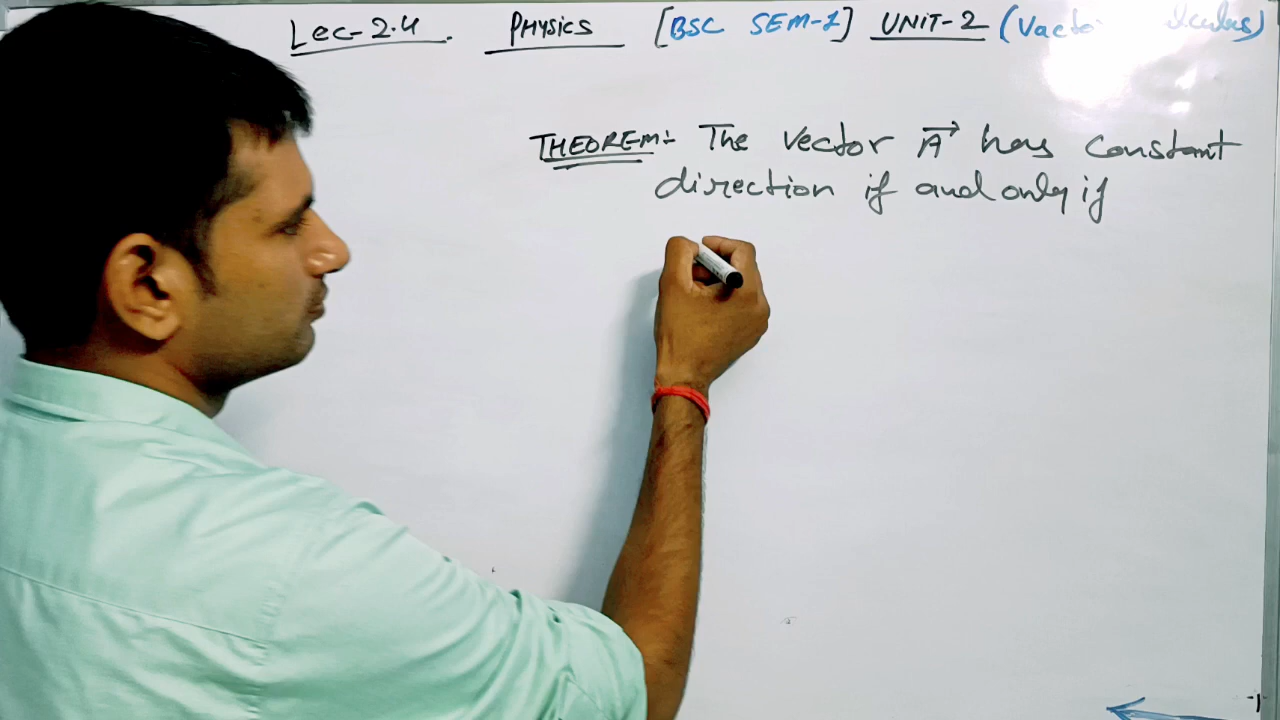 Lec-2.4. PHYSICS [BSC SEM-1] UNIT-2 (Vacto
THEOREM:- The vector A⃗ has constant
direction if and only if